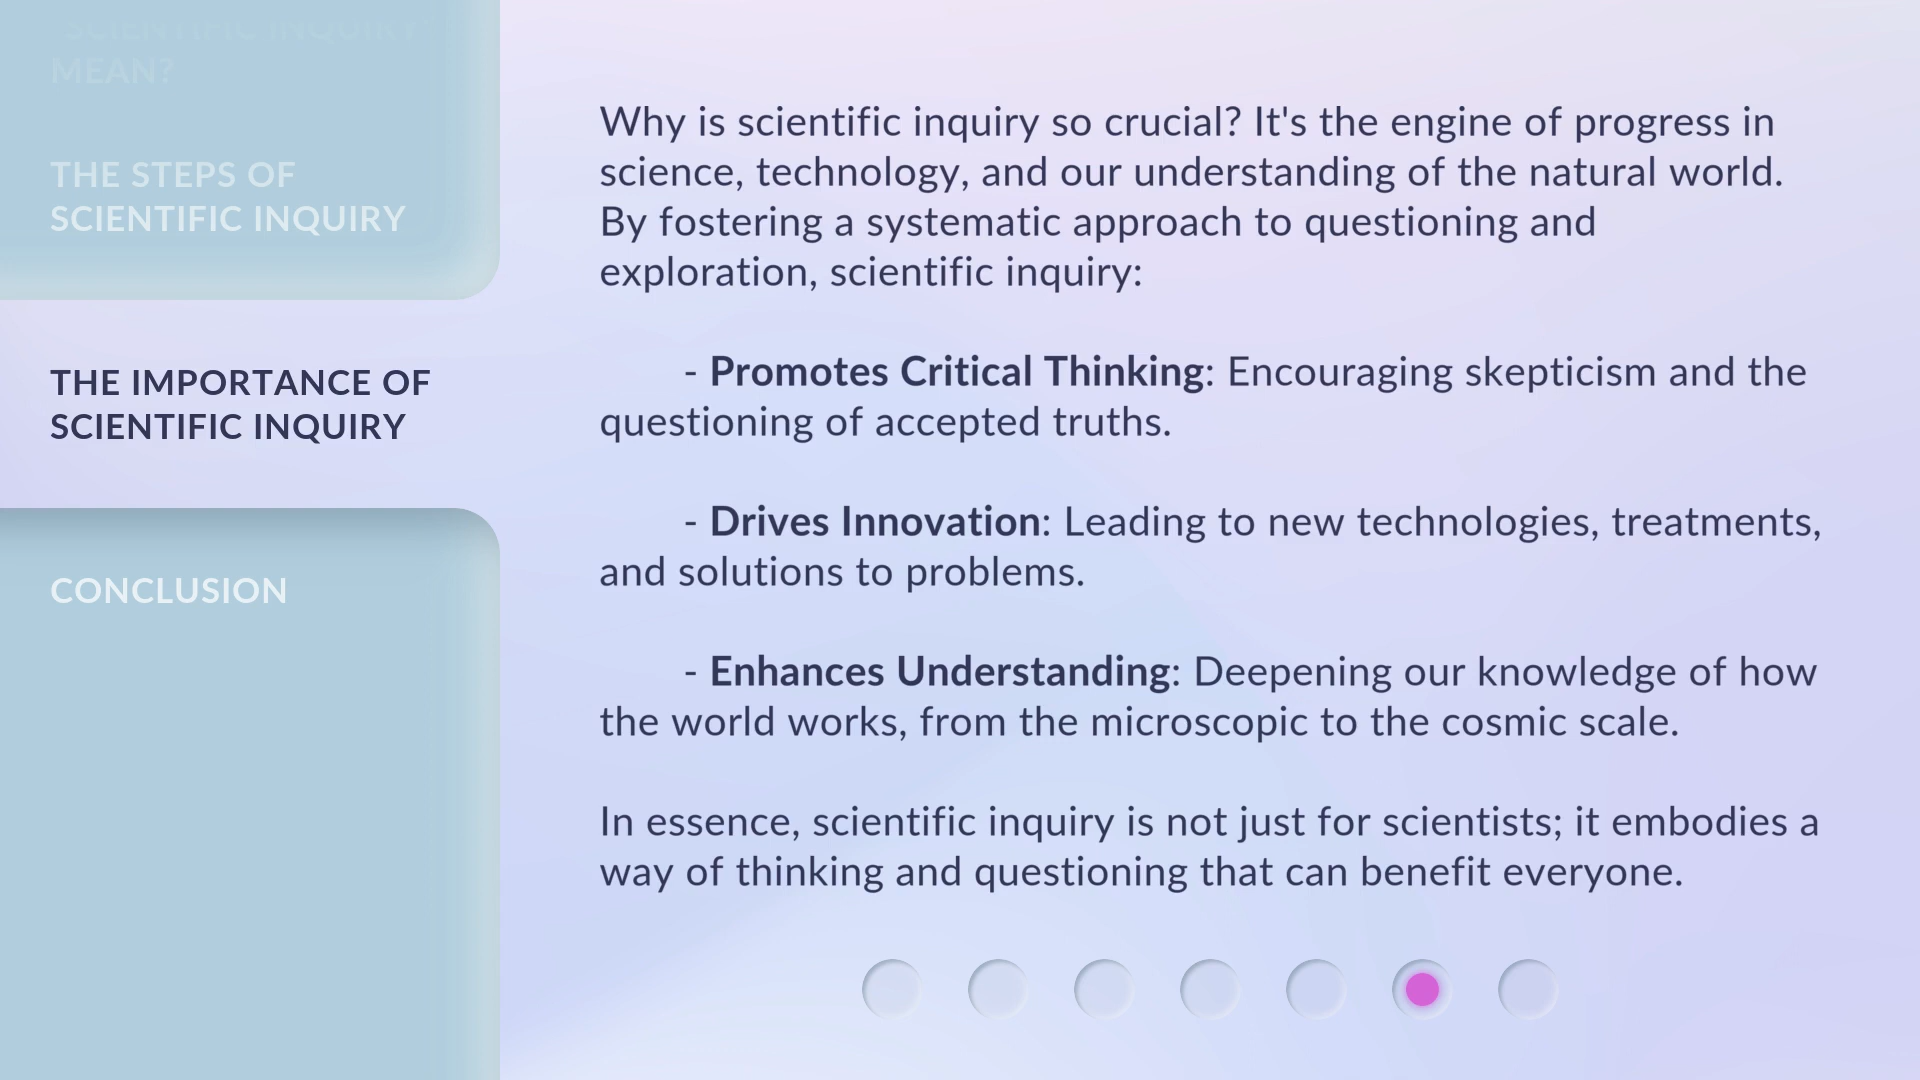 SCIENTIFIC INQUIRY
MEAN?
THE STEPS OF
SCIENTIFIC INQUIRY
THE IMPORTANCE OF
SCIENTIFIC INQUIRY
CONCLUSION
Why is scientific inquiry so crucial? It's the engine of progress in
science, technology, and our understanding of the natural world.
By fostering a systematic approach to questioning and
exploration, scientific inquiry:
- Promotes Critical Thinking: Encouraging skepticism and the
questioning of accepted truths.
- Drives Innovation: Leading to new technologies, treatments,
and solutions to problems.
- Enhances Understanding: Deepening our knowledge of how
the world works, from the microscopic to the cosmic scale.
In essence, scientific inquiry is not just for scientists; it embodies a
way of thinking and questioning that can benefit everyone.